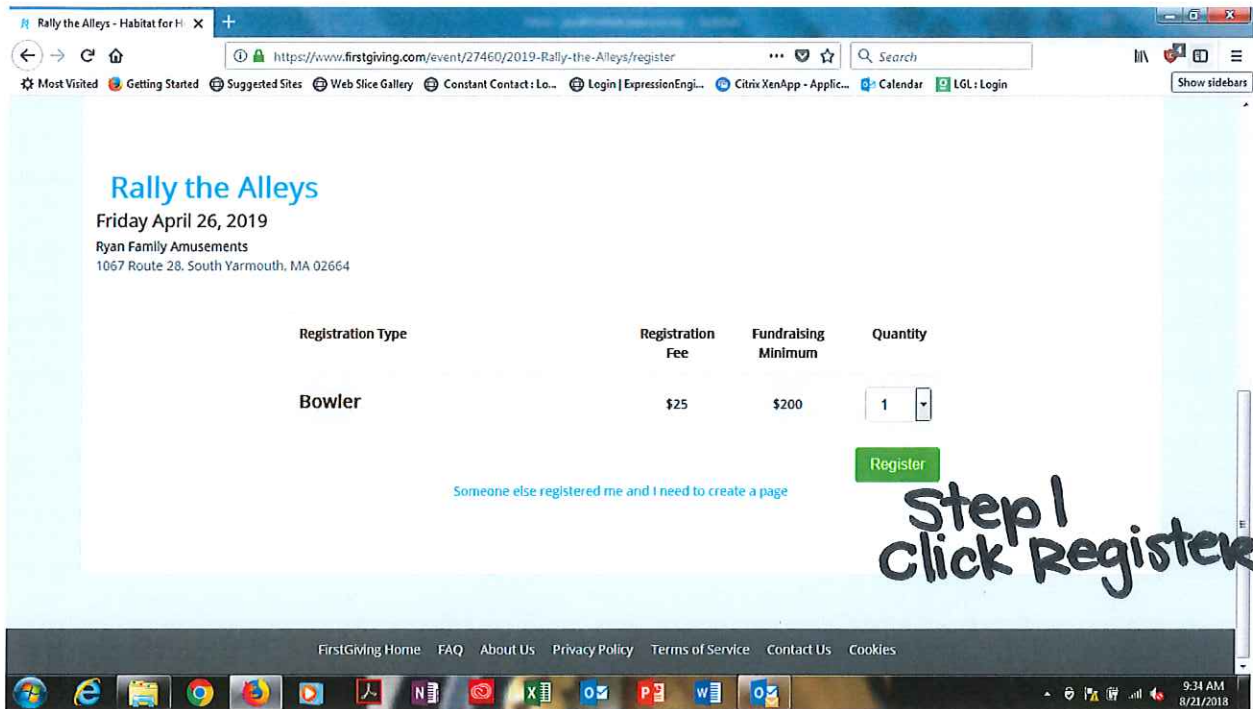 Rally the Alleys - Habitat for H
https://www.firstgiving.com/event/27460/2019-Rally-the-Alleys/register
Search
Most Visited Getting Started Suggested Sites Web Slice Gallery Constant Contact : Lo... Login | ExpressionEngi... Citrix XenApp - Applic... Calendar LGL : Login
Show sidebars
Rally the Alleys
Friday April 26, 2019
Ryan Family Amusements
1067 Route 28, South Yarmouth, MA 02664
Registration Type Registration Fee Fundraising Minimum Quantity
Bowler $25 $200 1
Register
Someone else registered me and I need to create a page
Step 1
Click Register
FirstGiving Home FAQ About Us Privacy Policy Terms of Service Contact Us Cookies
9:34 AM
8/21/2018